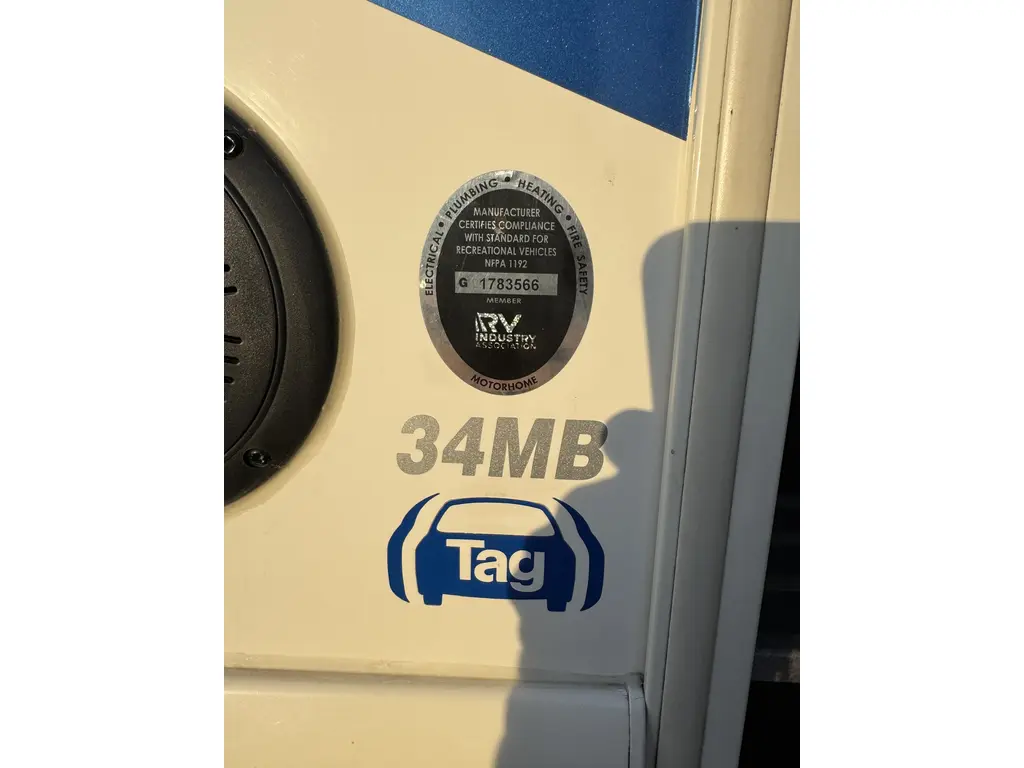 ELECTRICAL • PLUMBING • HEATING • FIRE SAFETY
MANUFACTURER
CERTIFIES COMPLIANCE
WITH STANDARD FOR
RECREATIONAL VEHICLES
NFPA 1192
G 1783566
MEMBER
RV
INDUSTRY
ASSOCIATION
MOTORHOME
34MB
Tag